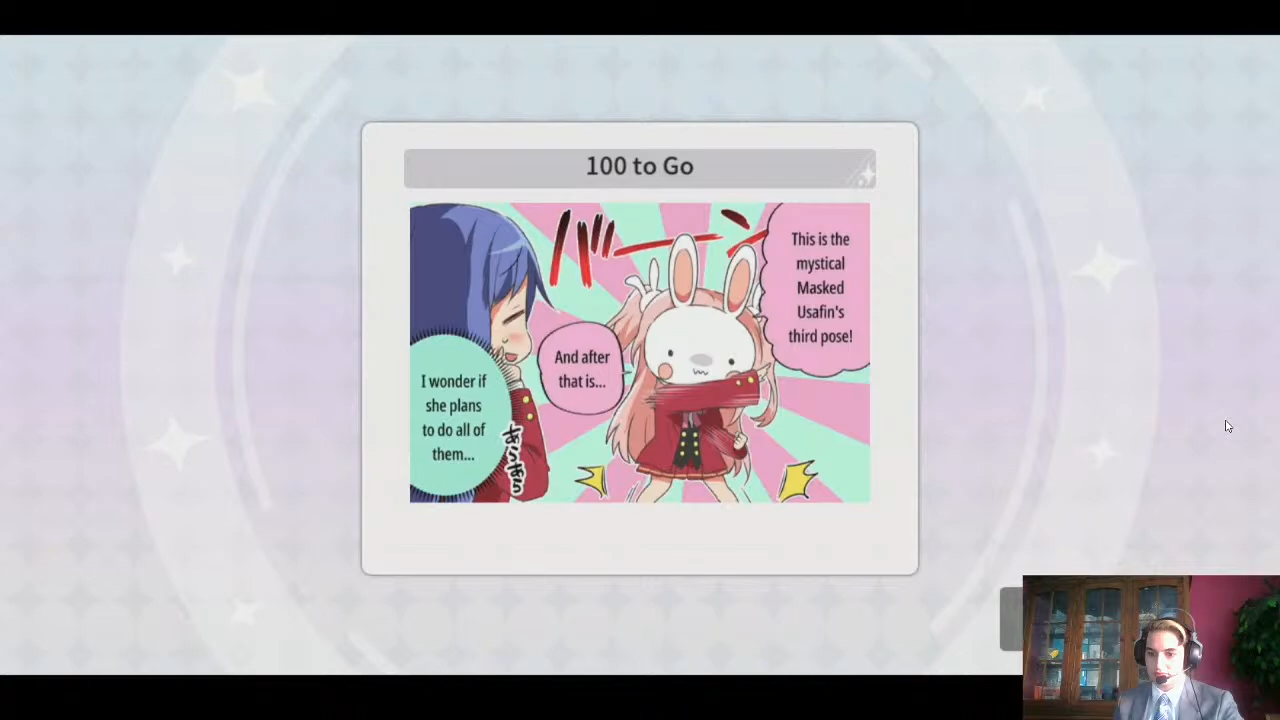 100 to Go
バーン
This is the
mystical
Masked
Usafin's
third pose!
And after
that is...
I wonder if
she plans
to do all of
them...
あらあら